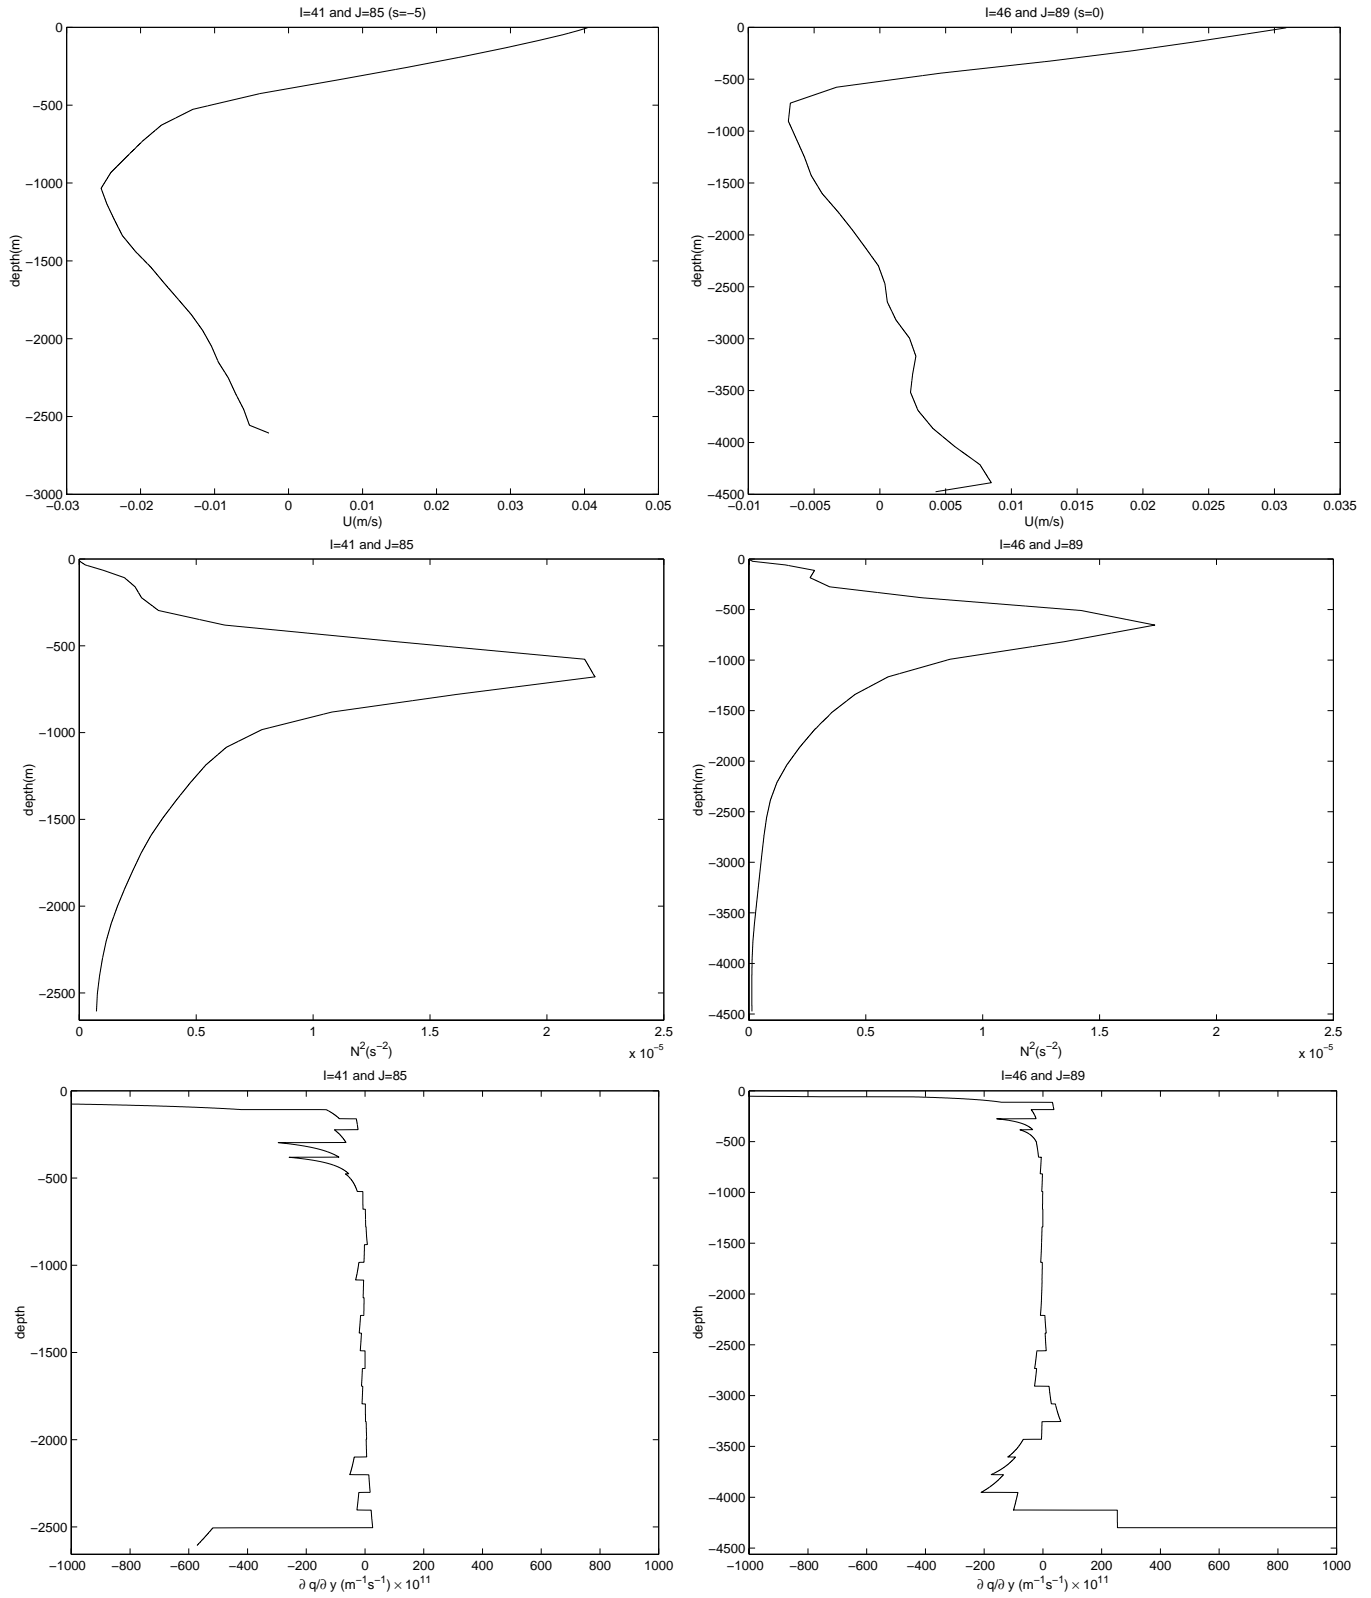 I=41 and J=85 (s=−5)
0
−500
−1000
−1500
−2000
−2500
−3000
depth(m)
−0.03 −0.02 −0.01 0 0.01 0.02 0.03 0.04 0.05
U(m/s)
I=46 and J=89 (s=0)
0
−500
−1000
−1500
−2000
−2500
−3000
−3500
−4000
−4500
depth(m)
−0.01 −0.005 0 0.005 0.01 0.015 0.02 0.025 0.03 0.035
U(m/s)
I=41 and J=85
0
−500
−1000
−1500
−2000
−2500
depth(m)
0 0.5 1 1.5 2 2.5
N²(s⁻²)
x 10⁻⁵
I=46 and J=89
0
−500
−1000
−1500
−2000
−2500
−3000
−3500
−4000
−4500
depth(m)
0 0.5 1 1.5 2 2.5
N²(s⁻²)
x 10⁻⁵
I=41 and J=85
0
−500
−1000
−1500
−2000
−2500
depth
−1000 −800 −600 −400 −200 0 200 400 600 800 1000
∂ q/∂ y (m⁻¹s⁻¹) × 10¹¹
I=46 and J=89
0
−500
−1000
−1500
−2000
−2500
−3000
−3500
−4000
−4500
depth
−1000 −800 −600 −400 −200 0 200 400 600 800 1000
∂ q/∂ y (m⁻¹s⁻¹) × 10¹¹